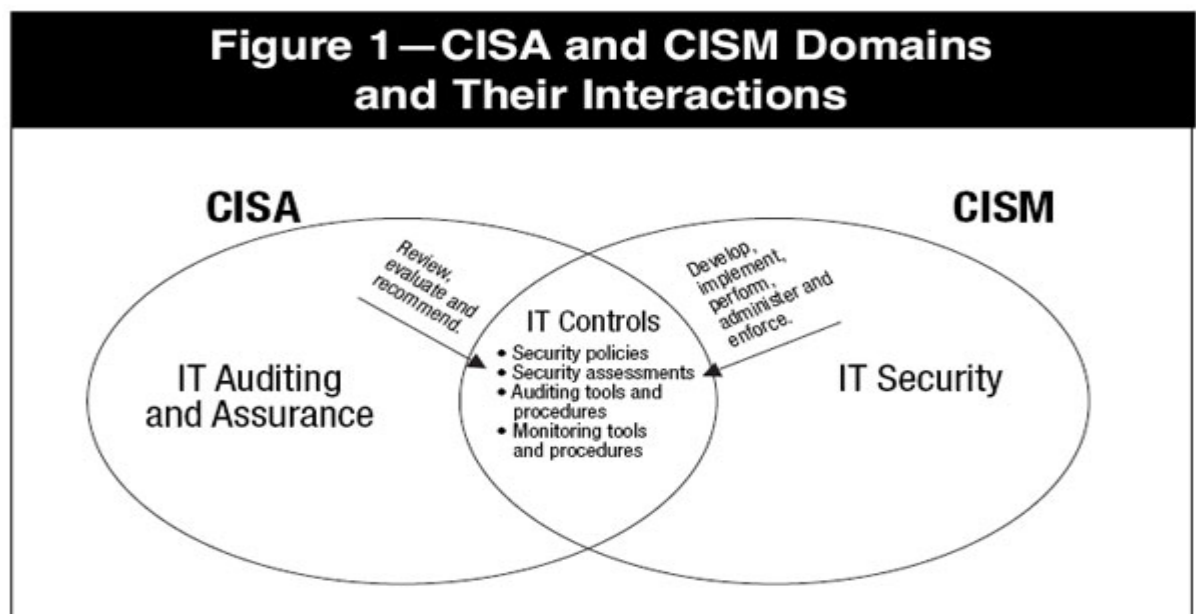 Figure 1—CISA and CISM Domains
and Their Interactions
CISA
CISM
Review,
evaluate and
recommend.
Develop,
implement,
perform,
administer and
enforce.
IT Controls
• Security policies
• Security assessments
• Auditing tools and
procedures
• Monitoring tools
and procedures
IT Auditing
and Assurance
IT Security